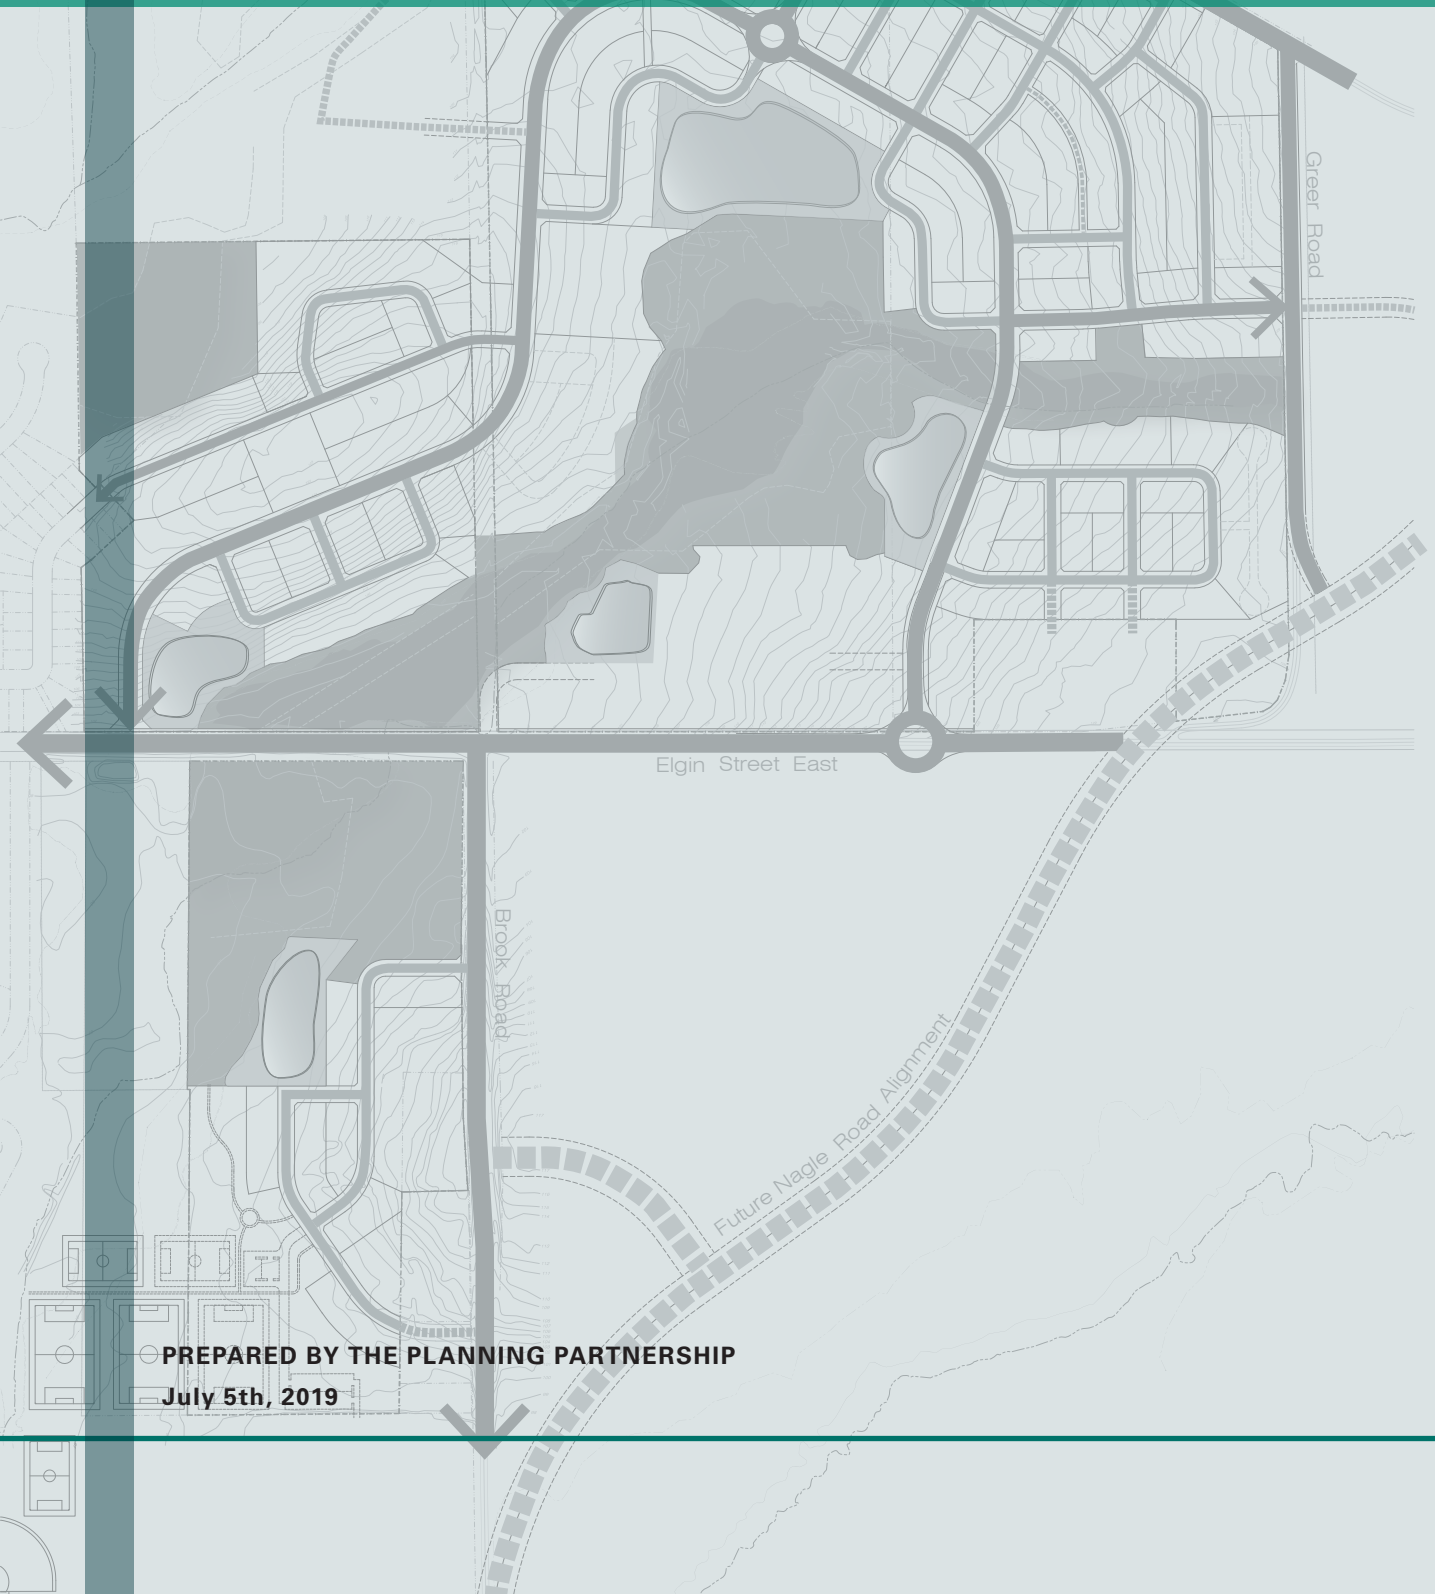 Greer Road
Elgin Street East
Brook Road
Future Nagle Road Alignment
PREPARED BY THE PLANNING PARTNERSHIP
July 5th, 2019